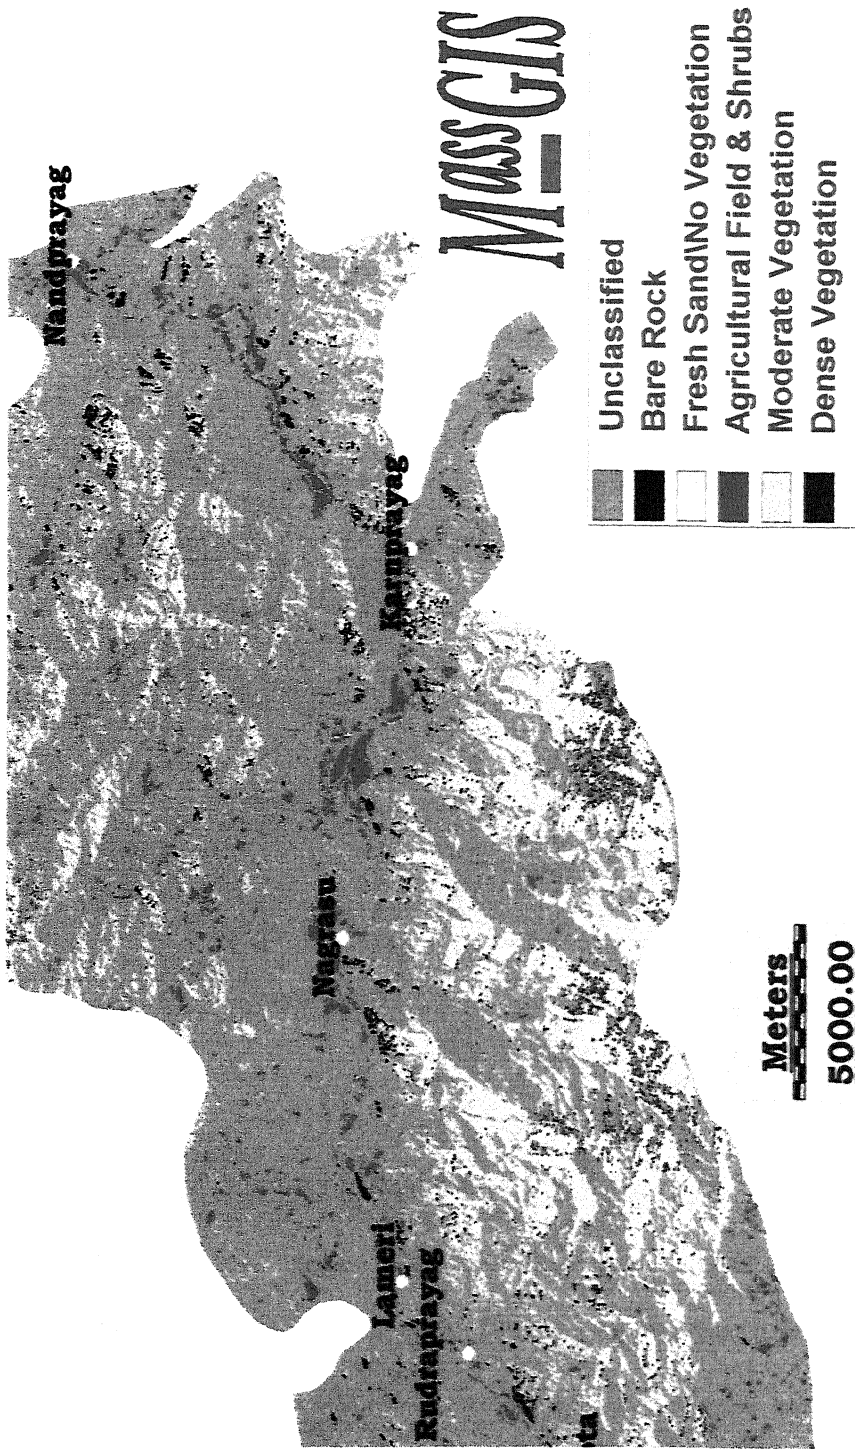 Nandprayag
Karnprayag
Nagrasu
Lameri
Rudraprayag
MassGIS
Unclassified
Bare Rock
Fresh Sand\No Vegetation
Agricultural Field & Shrubs
Moderate Vegetation
Dense Vegetation
Meters
5000.00